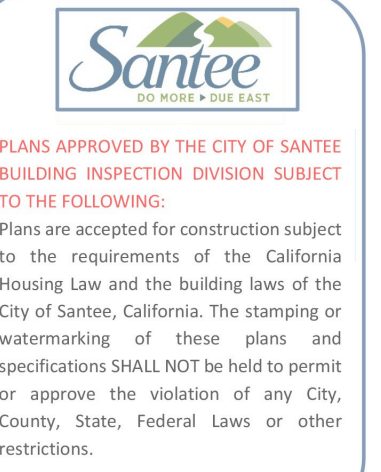 Santee
DO MORE ▶ DUE EAST
PLANS APPROVED BY THE CITY OF SANTEE
BUILDING INSPECTION DIVISION SUBJECT
TO THE FOLLOWING:
Plans are accepted for construction subject
to the requirements of the California
Housing Law and the building laws of the
City of Santee, California. The stamping or
watermarking of these plans and
specifications SHALL NOT be held to permit
or approve the violation of any City,
County, State, Federal Laws or other
restrictions.